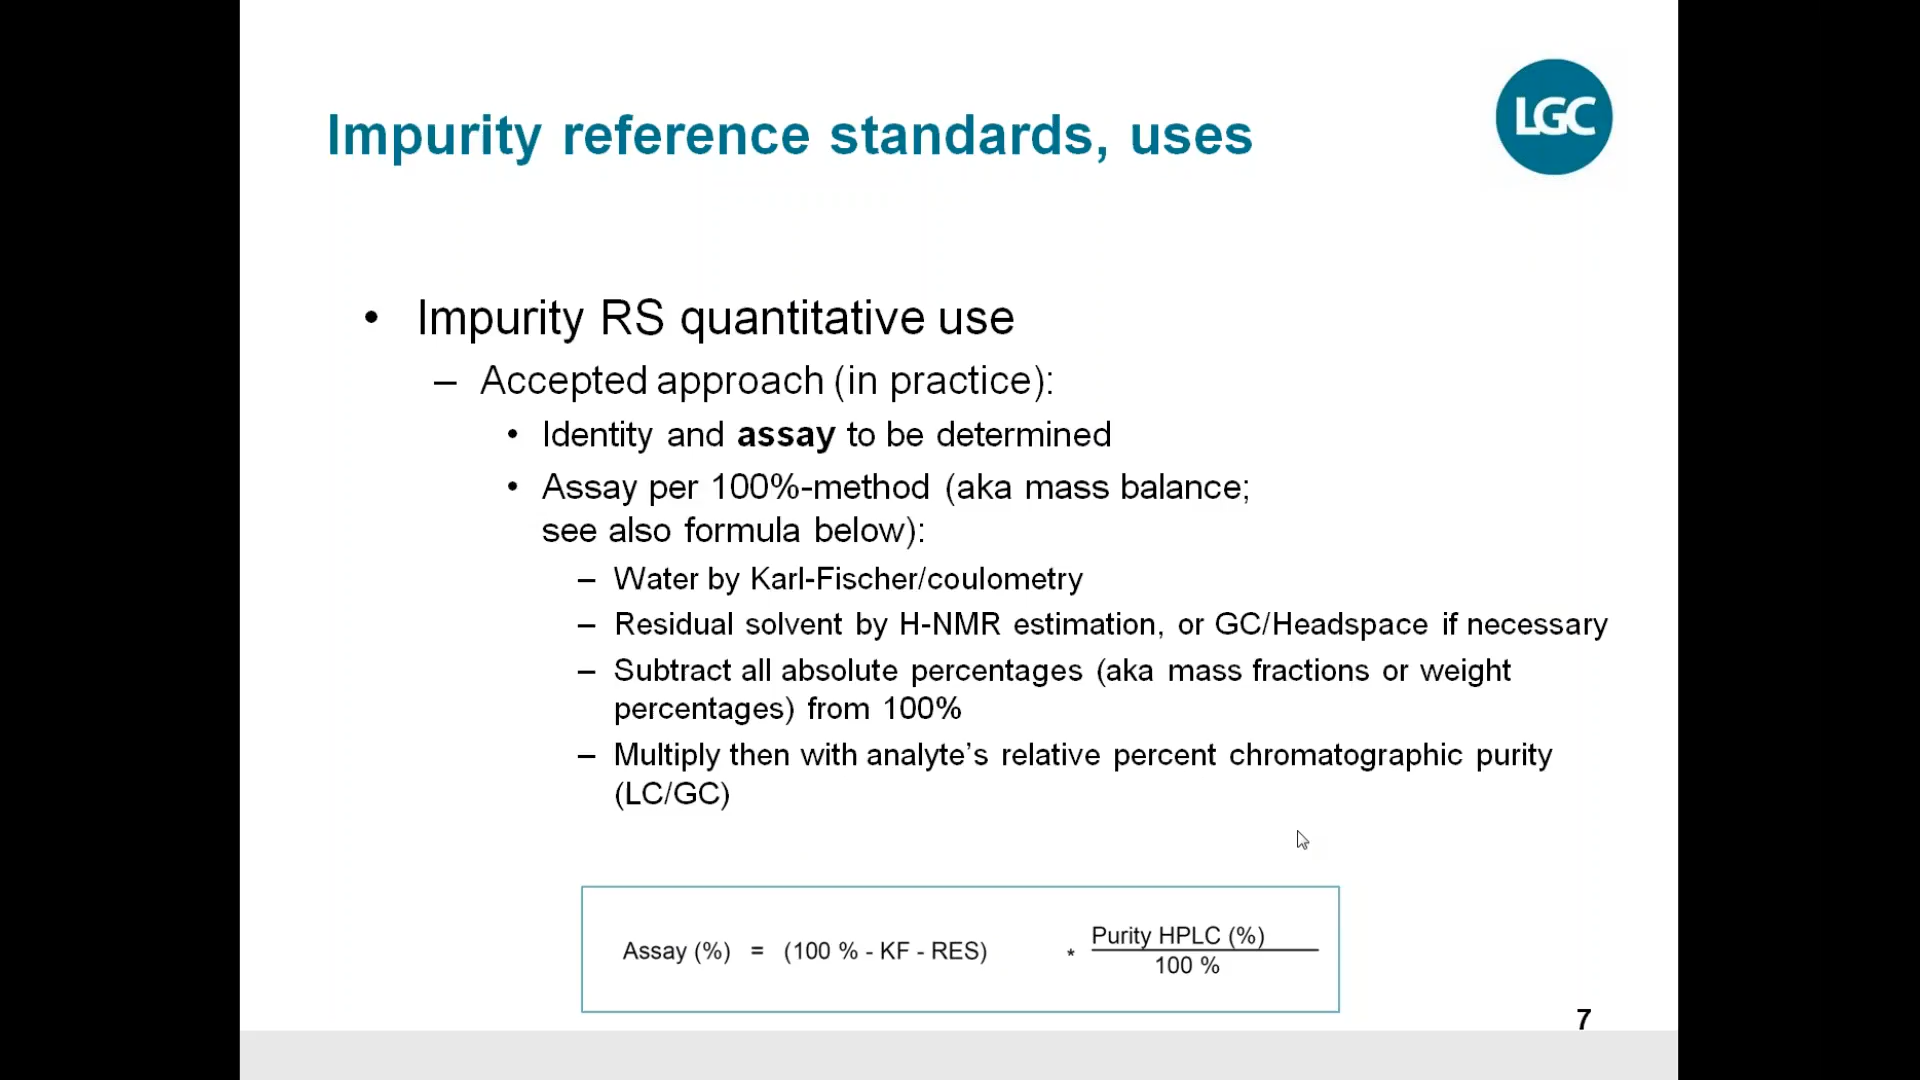 LGC
Impurity reference standards, uses
• Impurity RS quantitative use
– Accepted approach (in practice):
• Identity and assay to be determined
• Assay per 100%-method (aka mass balance;
see also formula below):
– Water by Karl-Fischer/coulometry
– Residual solvent by H-NMR estimation, or GC/Headspace if necessary
– Subtract all absolute percentages (aka mass fractions or weight
percentages) from 100%
– Multiply then with analyte’s relative percent chromatographic purity
(LC/GC)
Purity HPLC (%)
Assay (%) = (100 % - KF - RES) *
100 %
7